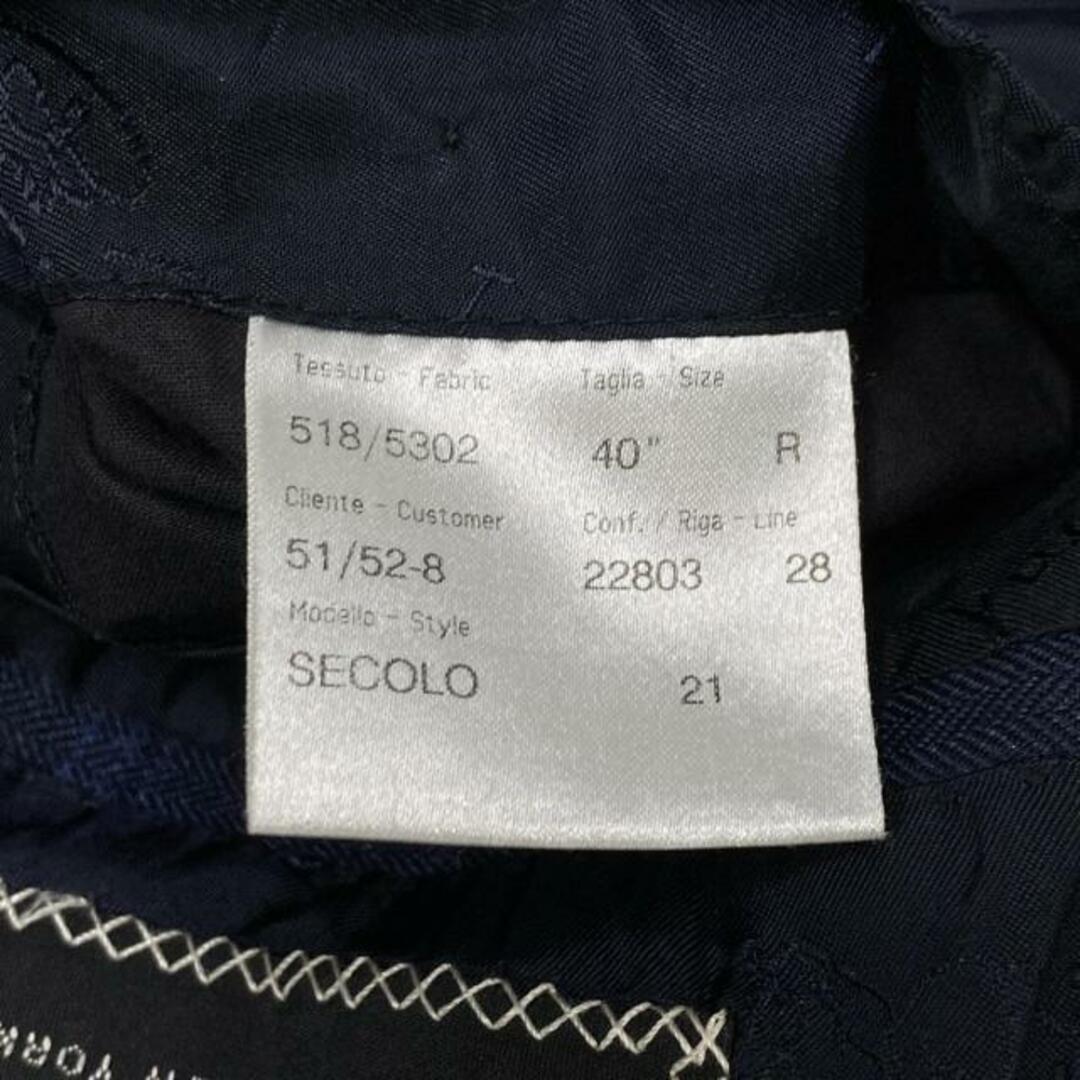 Tessuto - Fabric Taglia - Size
518/5302 40" R
Cliente - Customer Conf. / Riga - Line
51/52-8 22803 28
Modello - Style
SECOLO 21